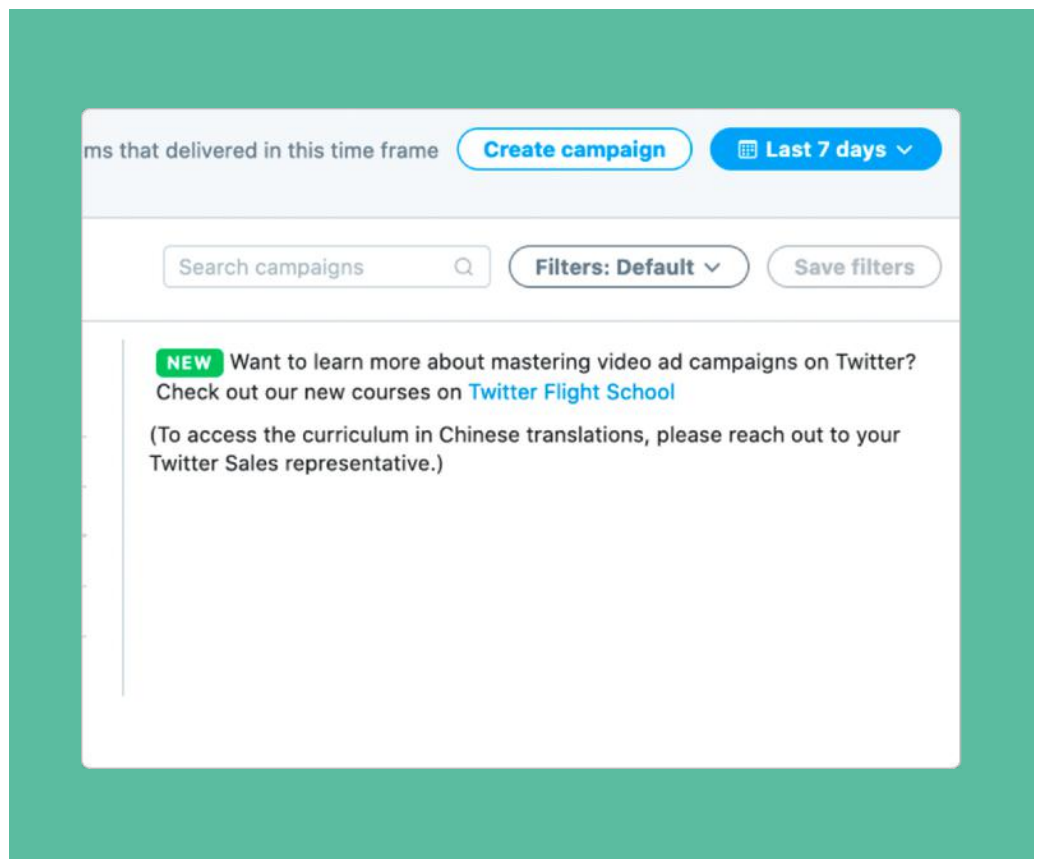 ms that delivered in this time frame Create campaign Last 7 days
Search campaigns Filters: Default Save filters
NEW Want to learn more about mastering video ad campaigns on Twitter?
Check out our new courses on Twitter Flight School
(To access the curriculum in Chinese translations, please reach out to your
Twitter Sales representative.)